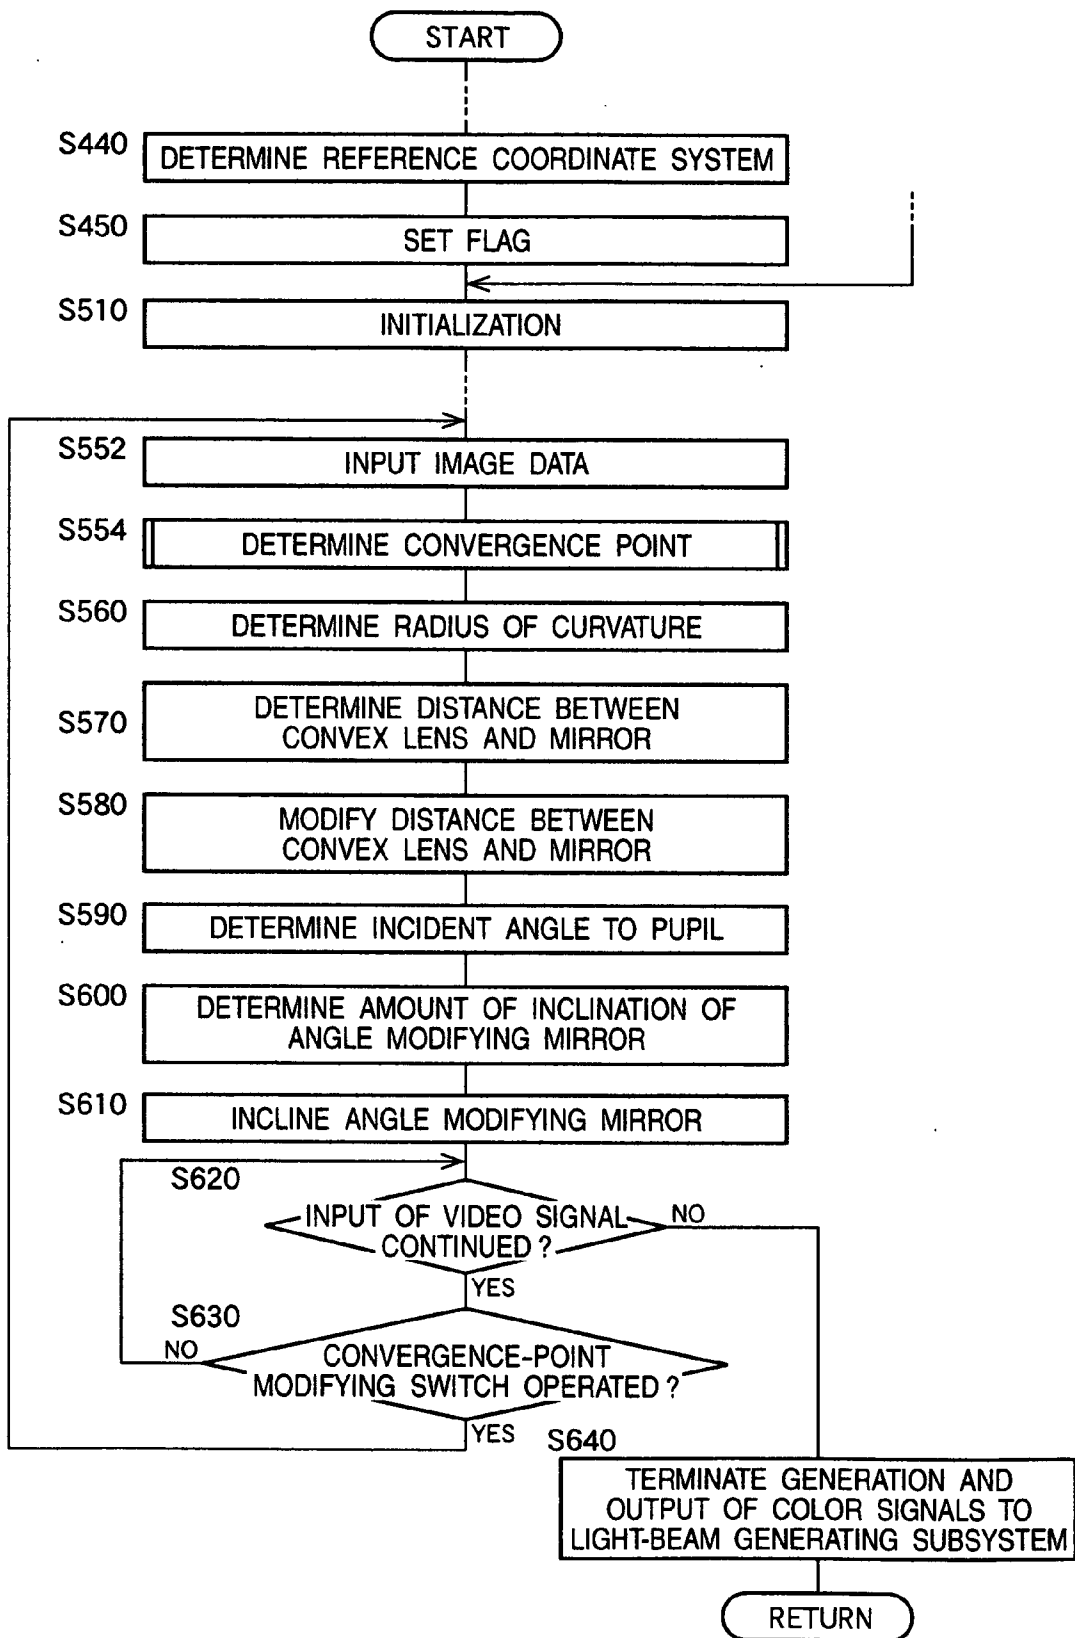 START
S440
DETERMINE REFERENCE COORDINATE SYSTEM
S450
SET FLAG
S510
INITIALIZATION
S552
INPUT IMAGE DATA
S554
DETERMINE CONVERGENCE POINT
S560
DETERMINE RADIUS OF CURVATURE
S570
DETERMINE DISTANCE BETWEEN
CONVEX LENS AND MIRROR
S580
MODIFY DISTANCE BETWEEN
CONVEX LENS AND MIRROR
S590
DETERMINE INCIDENT ANGLE TO PUPIL
S600
DETERMINE AMOUNT OF INCLINATION OF
ANGLE MODIFYING MIRROR
S610
INCLINE ANGLE MODIFYING MIRROR
S620
INPUT OF VIDEO SIGNAL
CONTINUED ?
NO
YES
S630
NO
CONVERGENCE-POINT
MODIFYING SWITCH OPERATED ?
YES
S640
TERMINATE GENERATION AND
OUTPUT OF COLOR SIGNALS TO
LIGHT-BEAM GENERATING SUBSYSTEM
RETURN